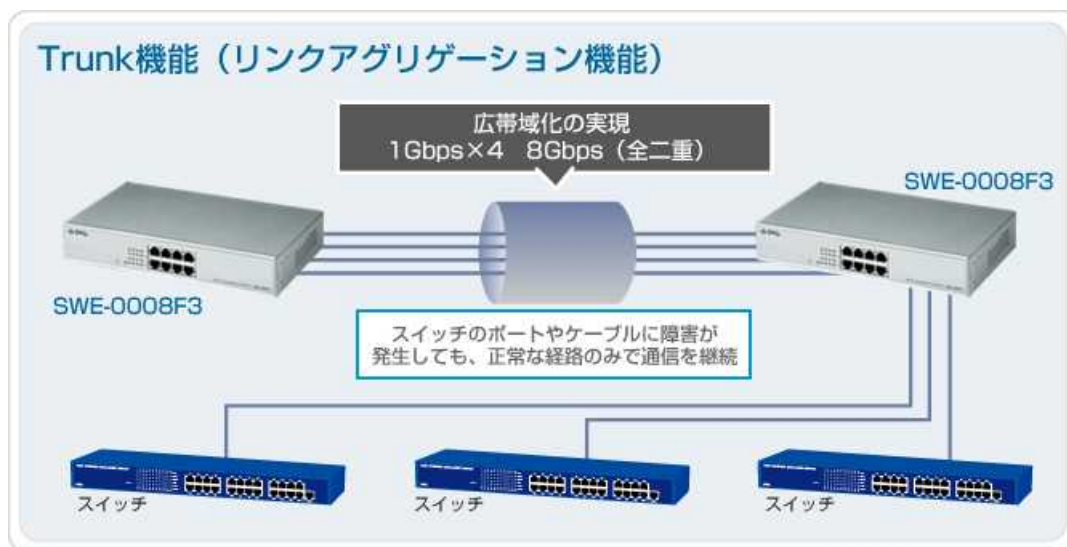 Trunk機能（リンクアグリゲーション機能）
広帯域化の実現
1Gbps×4　8Gbps（全二重）
SWE-0008F3
SWE-0008F3
スイッチのポートやケーブルに障害が
発生しても、正常な経路のみで通信を継続
スイッチ
スイッチ
スイッチ